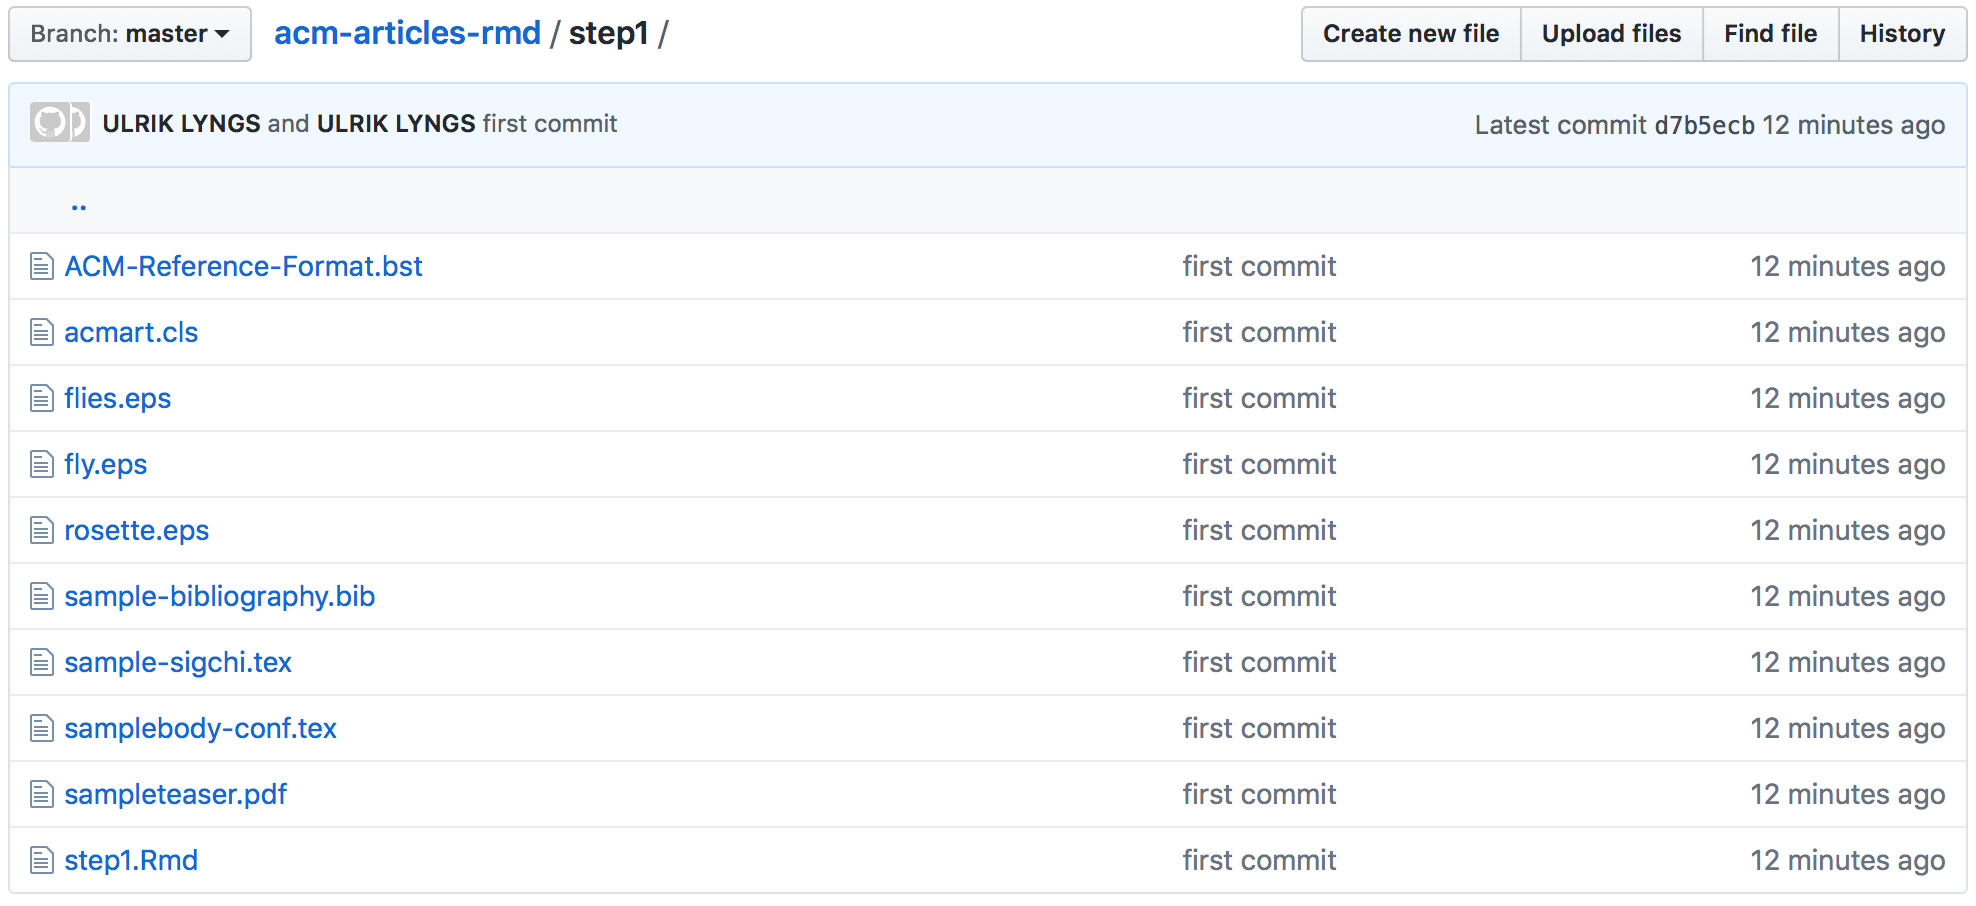 Branch: master acm-articles-rmd / step1 / Create new file Upload files Find file History
ULRIK LYNGS and ULRIK LYNGS first commit Latest commit d7b5ecb 12 minutes ago
..
ACM-Reference-Format.bst first commit 12 minutes ago
acmart.cls first commit 12 minutes ago
flies.eps first commit 12 minutes ago
fly.eps first commit 12 minutes ago
rosette.eps first commit 12 minutes ago
sample-bibliography.bib first commit 12 minutes ago
sample-sigchi.tex first commit 12 minutes ago
samplebody-conf.tex first commit 12 minutes ago
sampleteaser.pdf first commit 12 minutes ago
step1.Rmd first commit 12 minutes ago